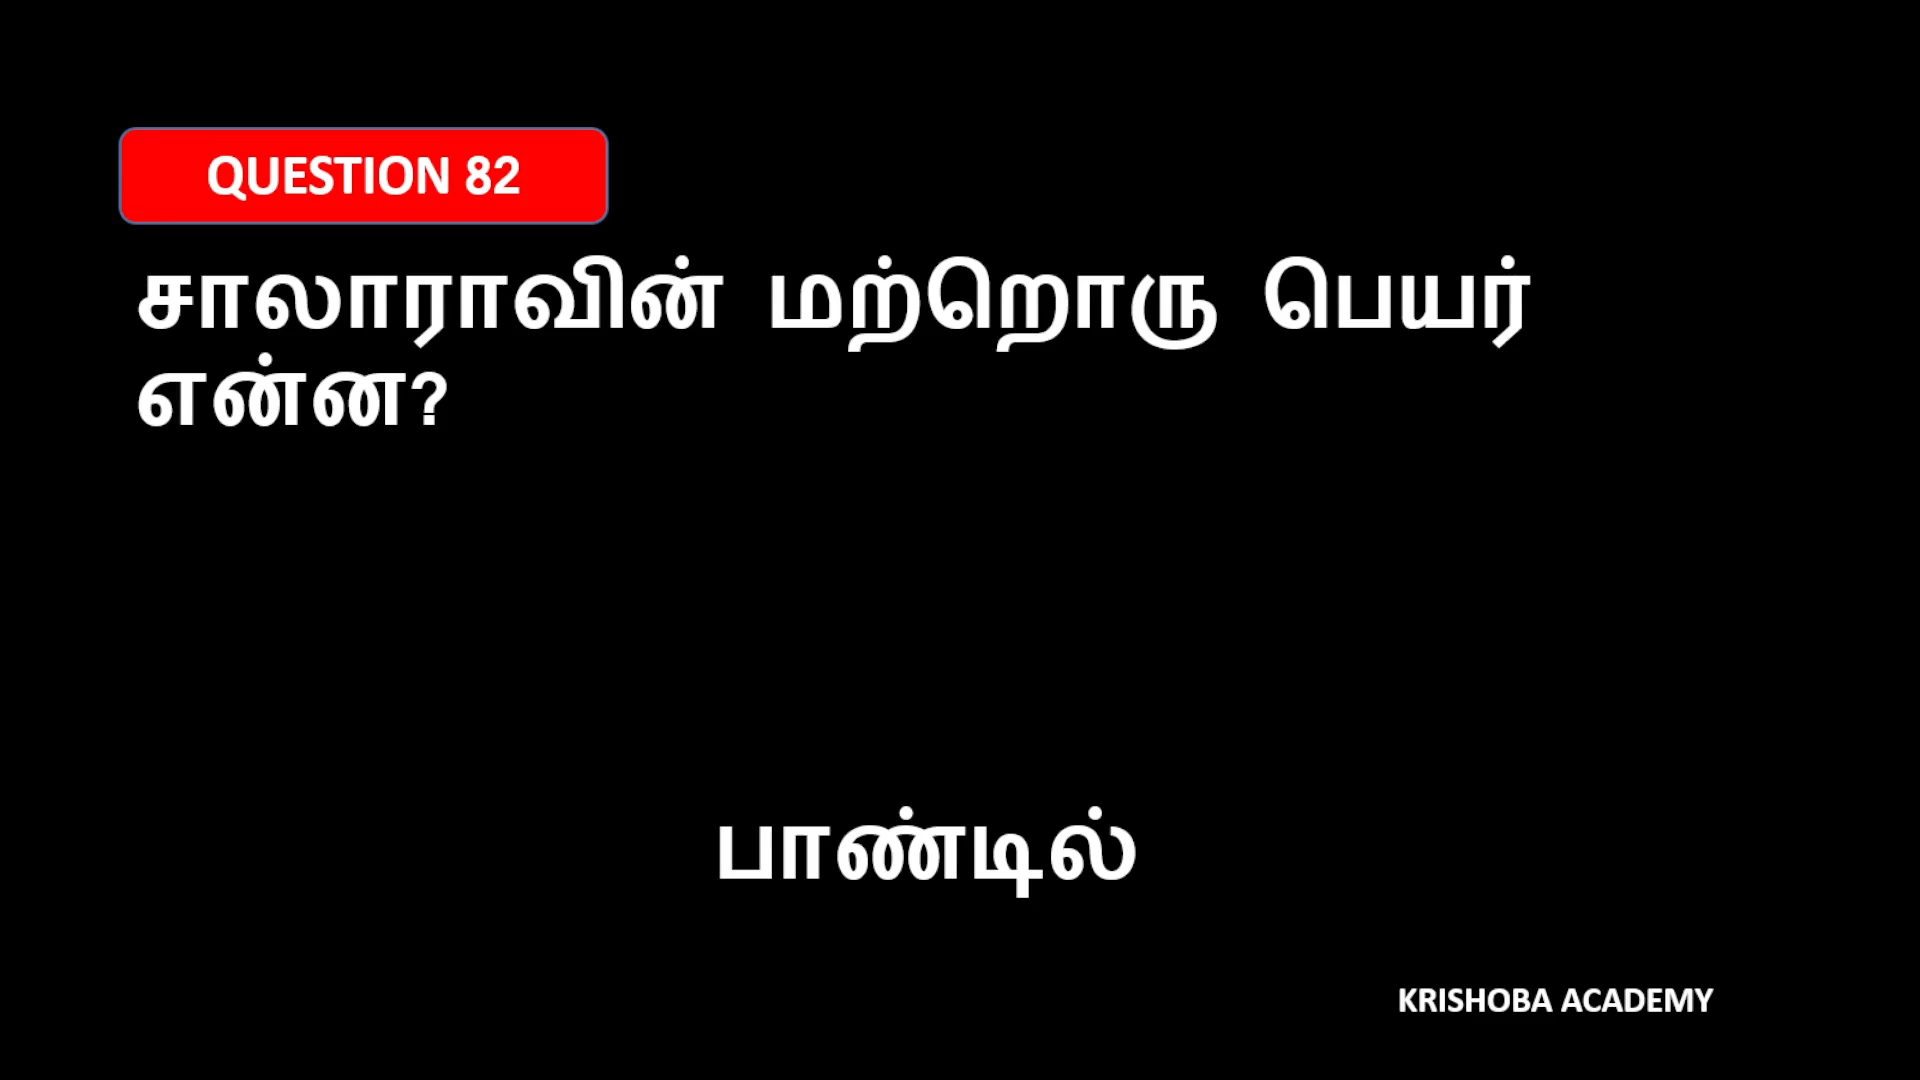 QUESTION 82
சாலாராவின் மற்றொரு பெயர்
என்ன?
பாண்டில்
KRISHOBA ACADEMY